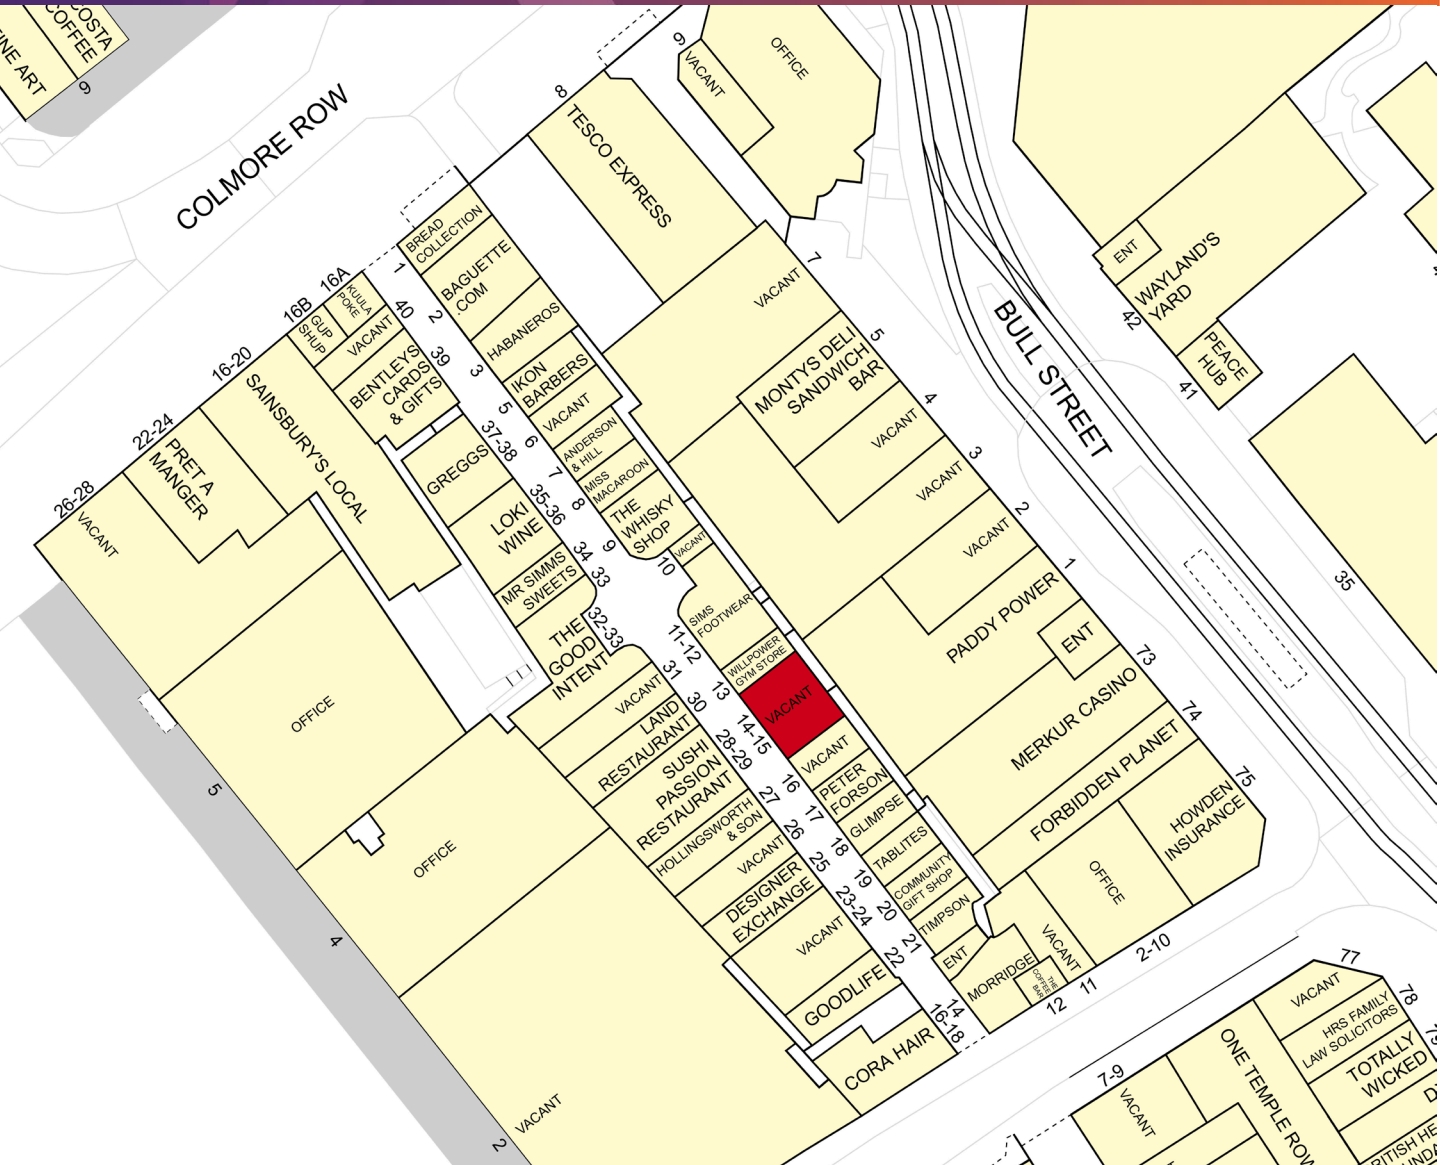 COSTA
COFFEE
FINE ART
9
COLMORE ROW
8
TESCO EXPRESS
9
VACANT
OFFICE
BREAD
COLLECTION
BAGUETTE
.COM
HABANEROS
IKON
BARBERS
VACANT
ANDERSON
& HILL
MISS
MACAROON
THE
WHISKY
SHOP
VACANT
SIMS
FOOTWEAR
WILLPOWER
GYM STORE
VACANT
VACANT
PETER
FORSON
GLIMPSE
TABLITES
COMMUNITY
GIFT SHOP
TIMPSON
ENT
MORRIDGE
THE
COFFEE
BAR
VACANT
1
2
3
5
6
7
8
9
10
11-12
13
14-15
16
17
18
19
20
21
22
14
16-18
12
11
2-10
40
39
37-38
35-36
34
33
32-33
31
30
28-29
27
26
25
23-24
16A
16B
16-20
22-24
26-28
KUULA
POKE
GUP
SHUP
VACANT
BENTLEYS
CARDS
& GIFTS
SAINSBURY'S LOCAL
PRET A
MANGER
VACANT
GREGGS
LOKI
WINE
MR SIMMS
SWEETS
THE
GOOD
INTENT
VACANT
LAND
RESTAURANT
SUSHI
PASSION
RESTAURANT
HOLLINGSWORTH
& SON
VACANT
DESIGNER
EXCHANGE
VACANT
GOODLIFE
CORA HAIR
OFFICE
5
OFFICE
4
VACANT
2
VACANT
7
MONTYS DELI
SANDWICH
BAR
5
VACANT
4
VACANT
3
VACANT
2
PADDY POWER
1
ENT
MERKUR CASINO
73
FORBIDDEN PLANET
74
HOWDEN
INSURANCE
75
OFFICE
BULL STREET
ENT
WAYLAND'S
YARD
42
PEACE
HUB
41
35
77
VACANT
78
HRS FAMILY
LAW SOLICITORS
TOTALLY
WICKED
ONE TEMPLE ROW
7-9
VACANT